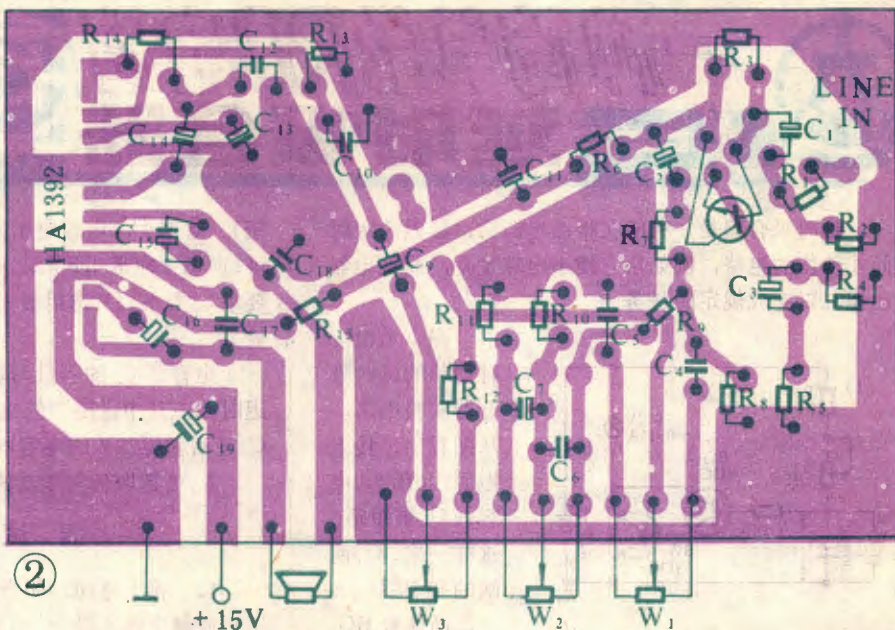 R₁₄
C₁₂
R₁₃
R₃
LINE
IN
C₁
C₁₄
C₁₃
C₁₀
C₁₁
R₆
C₂
R₁
HA1392
C₁₅
C₁₈
C₉
R₇
R₂
R₄
C₃
C₁₆
C₁₇
R₁₅
R₁₁
R₁₀
C₅
R₉
C₄
R₁₂
C₇
R₈
R₅
C₁₉
C₆
②
+15V
W₃
W₂
W₁